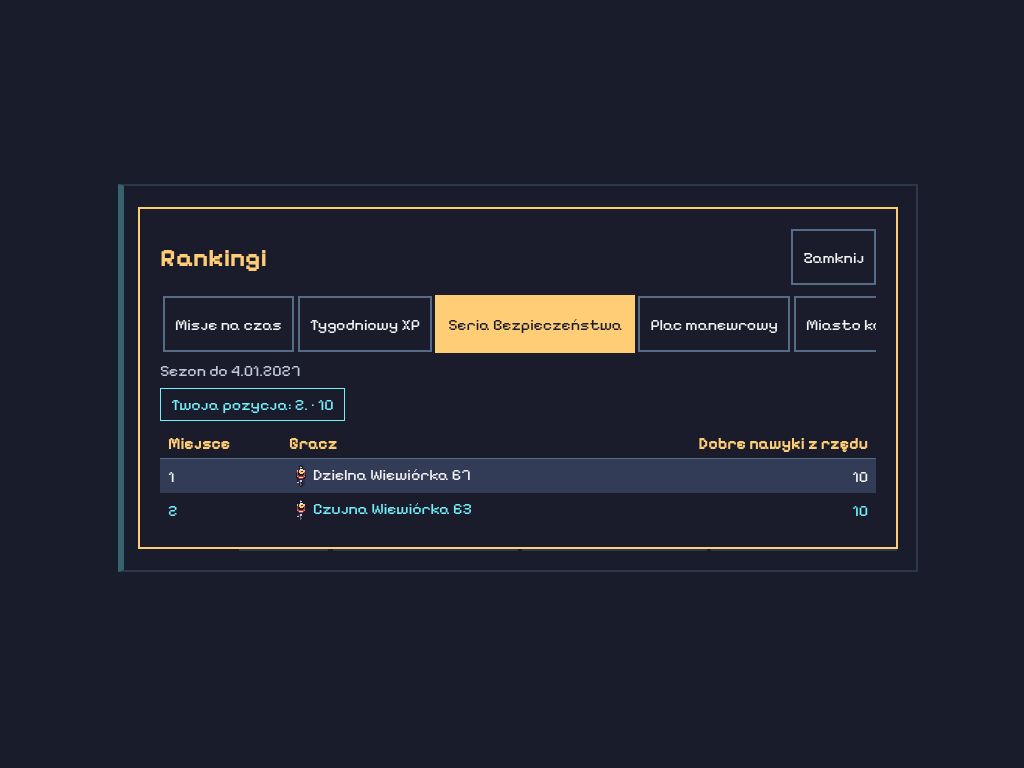 Rankingi
Zamknij
Misje na czas
Tygodniowy XP
Seria Bezpieczeństwa
Plac manewrowy
Miasto
Sezon do 4.01.2027
Twoja pozycja: 2. · 10
Miejsce Gracz Dobre nawyki z rzędu
1 Dzielna Wiewiórka 67 10
2 Czujna Wiewiórka 63 10